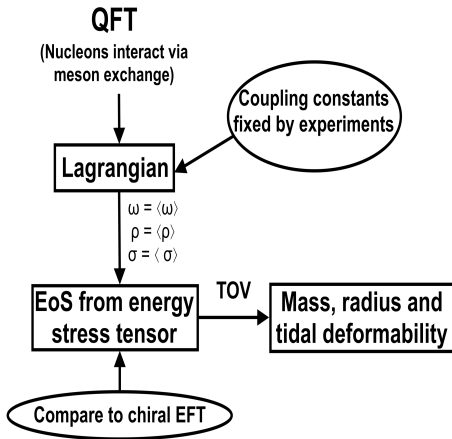 QFT
(Nucleons interact via
meson exchange)
Coupling constants
fixed by experiments
Lagrangian
ω = ⟨ω⟩
ρ = ⟨ρ⟩
σ = ⟨ σ⟩
EoS from energy
stress tensor
TOV
Mass, radius and
tidal deformability
Compare to chiral EFT